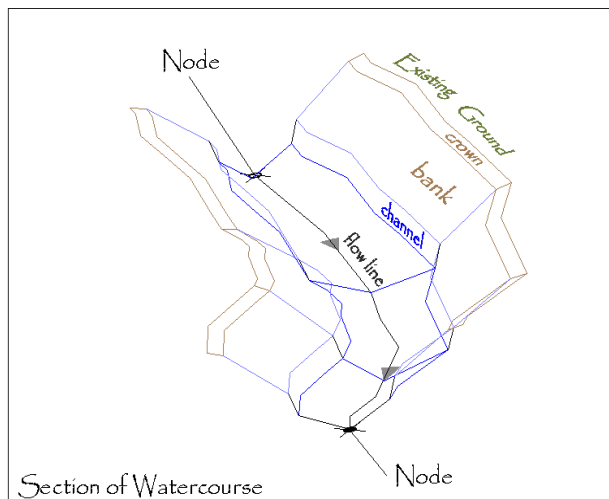 Node
Existing Ground
crown
bank
channel
flow line
Node
Section of Watercourse